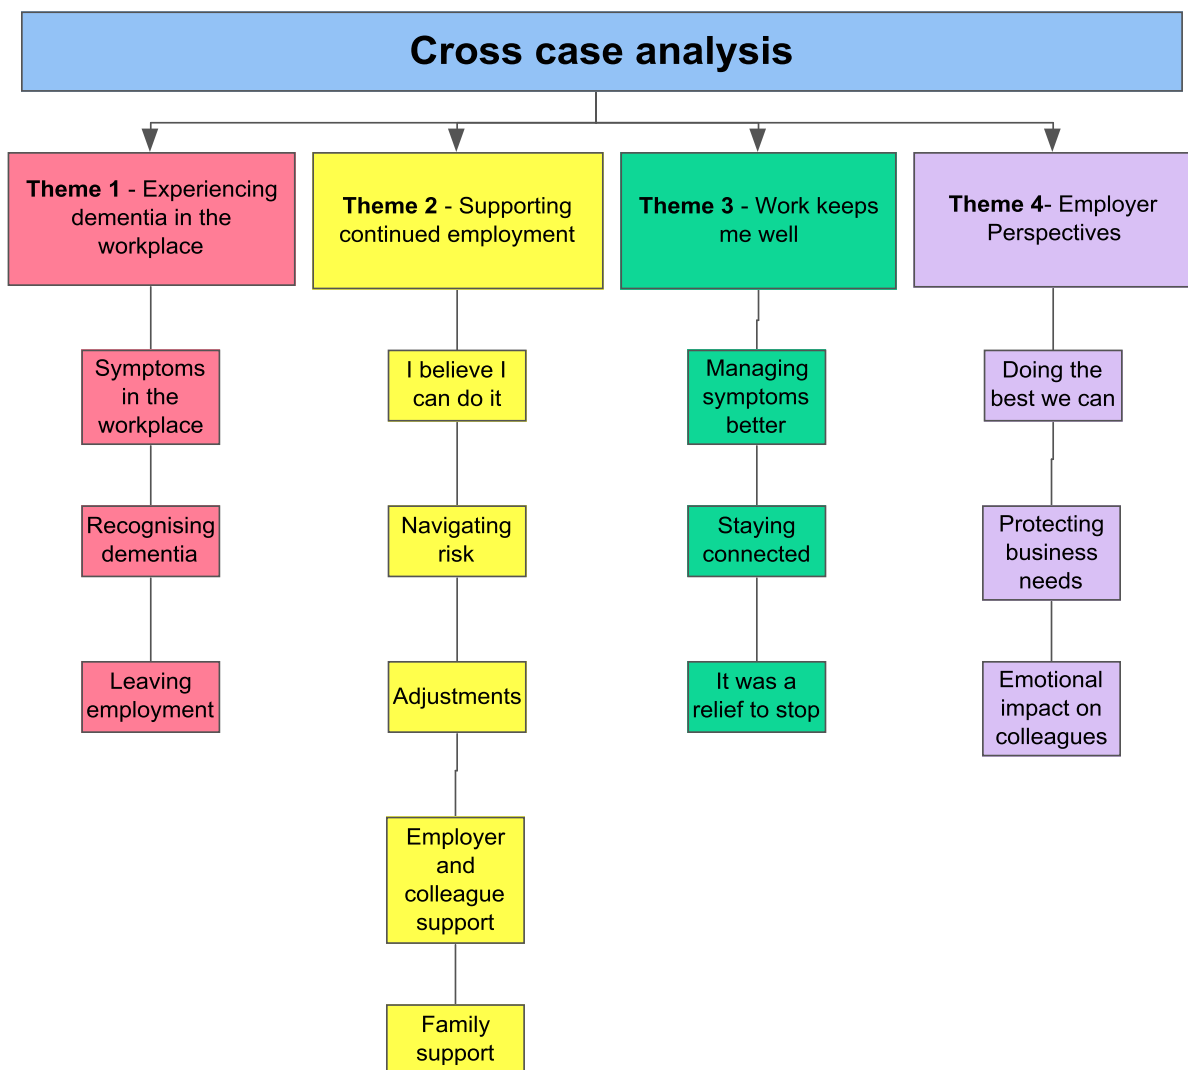 Cross case analysis
Theme 1 - Experiencing
dementia in the
workplace
Theme 2 - Supporting
continued employment
Theme 3 - Work keeps
me well
Theme 4- Employer
Perspectives
Symptoms
in the
workplace
Recognising
dementia
Leaving
employment
I believe I
can do it
Navigating
risk
Adjustments
Employer
and
colleague
support
Family
support
Managing
symptoms
better
Staying
connected
It was a
relief to stop
Doing the
best we can
Protecting
business
needs
Emotional
impact on
colleagues